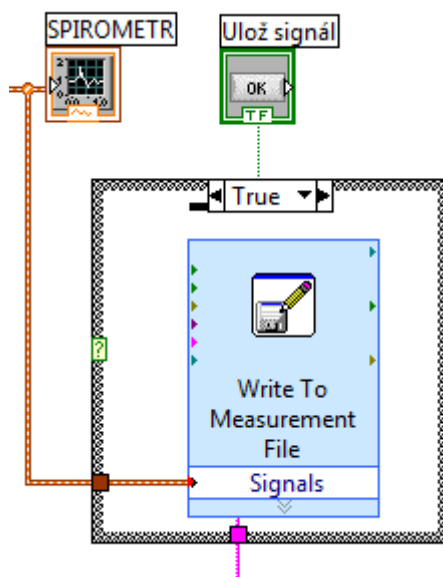 SPIROMETR
Ulož signál
OK
TF
True
?
Write To
Measurement
File
Signals